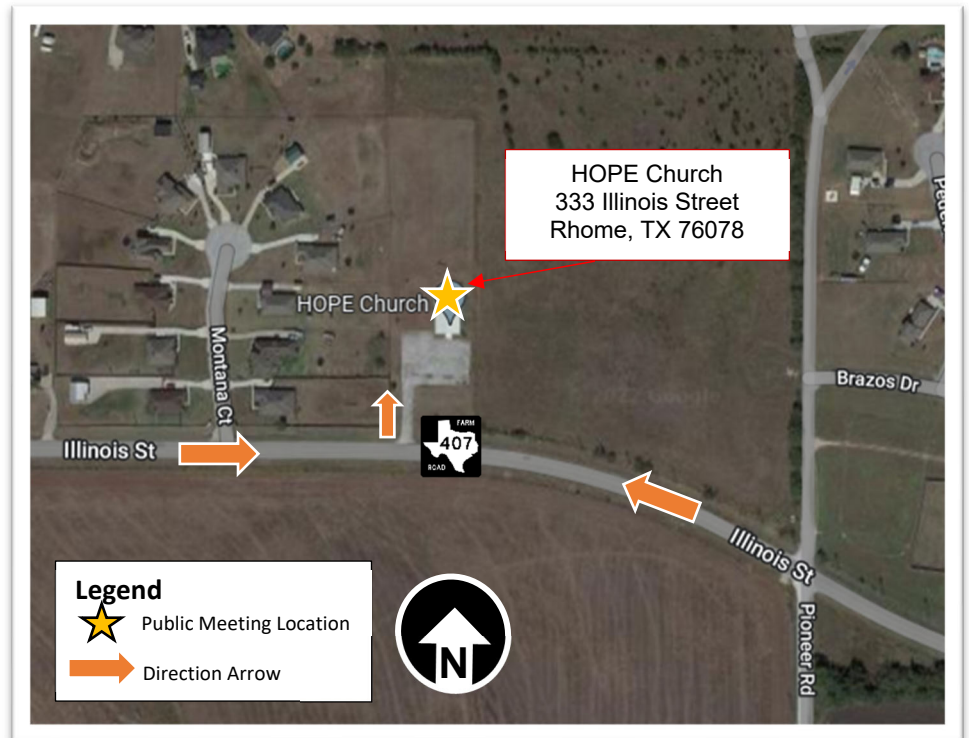 HOPE Church
333 Illinois Street
Rhome, TX 76078
HOPE Church
Montana Ct
Brazos Dr
Illinois St
FARM
407
ROAD
Illinois St
Pioneer Rd
Legend
Public Meeting Location
Direction Arrow
N